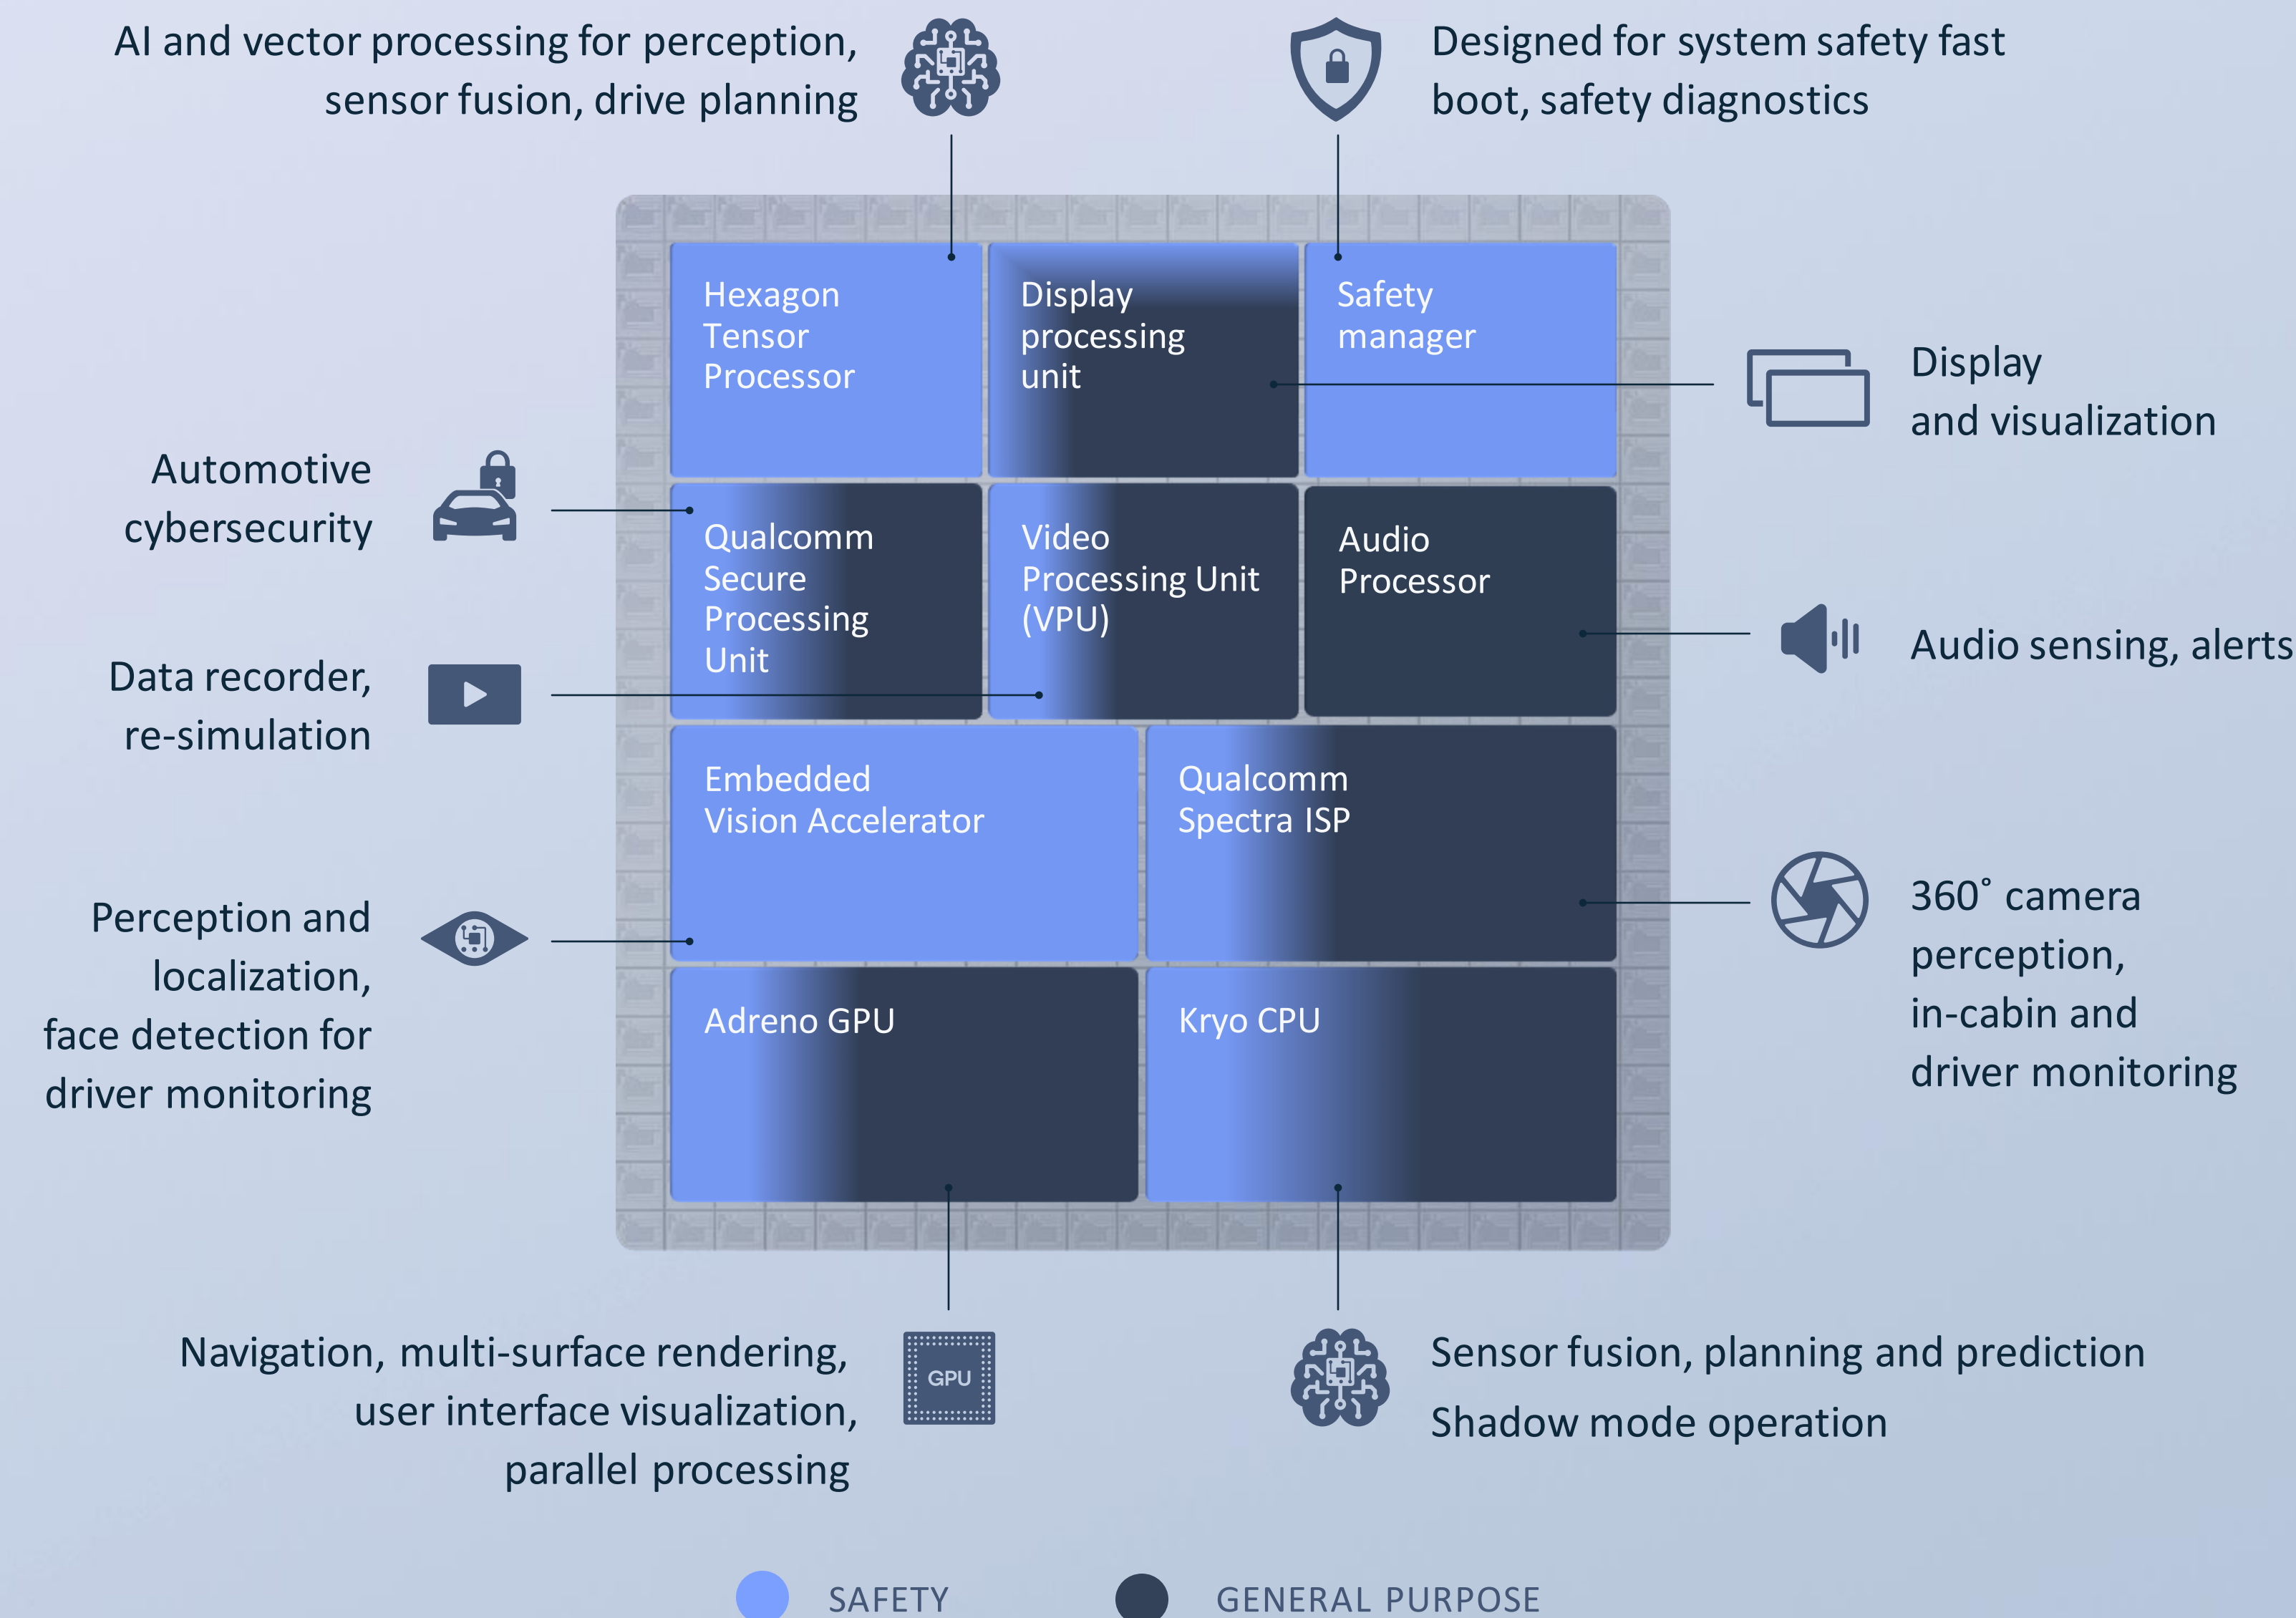 AI and vector processing for perception,
sensor fusion, drive planning
Designed for system safety fast
boot, safety diagnostics
Hexagon
Tensor
Processor
Display
processing
unit
Safety
manager
Display
and visualization
Automotive
cybersecurity
Qualcomm
Secure
Processing
Unit
Video
Processing Unit
(VPU)
Audio
Processor
Audio sensing, alerts
Data recorder,
re-simulation
Embedded
Vision Accelerator
Qualcomm
Spectra ISP
Perception and
localization,
face detection for
driver monitoring
360° camera
perception,
in-cabin and
driver monitoring
Adreno GPU
Kryo CPU
Navigation, multi-surface rendering,
user interface visualization,
parallel processing
GPU
Sensor fusion, planning and prediction
Shadow mode operation
SAFETY
GENERAL PURPOSE